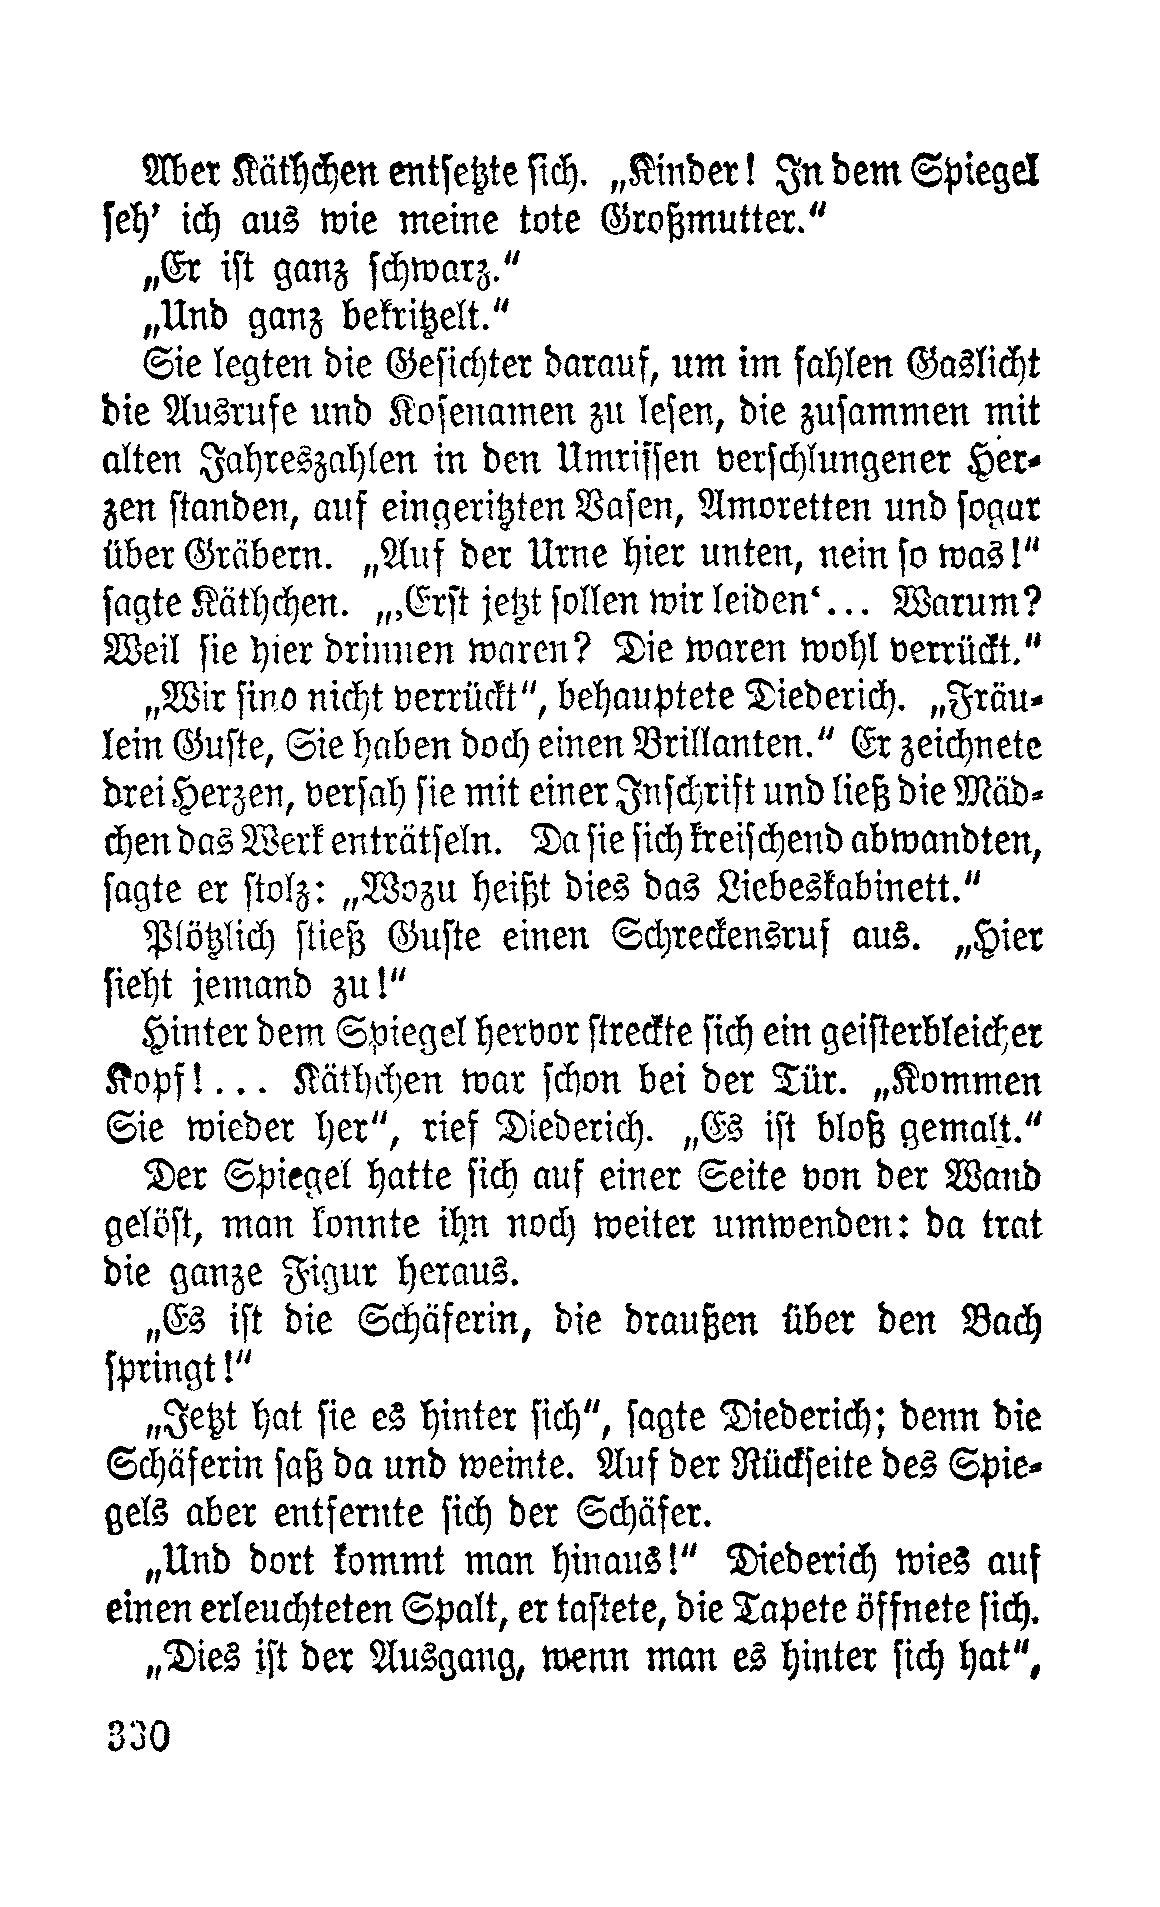 Aber Käthchen entsetzte sich. „Kinder! In dem Spiegel
seh' ich aus wie meine tote Großmutter.“
„Er ist ganz schwarz.“
„Und ganz bekritzelt.“
Sie legten die Gesichter darauf, um im fahlen Gaslicht
die Ausrufe und Kosenamen zu lesen, die zusammen mit
alten Jahreszahlen in den Umrissen verschlungener Her-
zen standen, auf eingeritzten Vasen, Amoretten und sogar
über Gräbern. „Auf der Urne hier unten, nein so was!“
sagte Käthchen. „‚Erst jetzt sollen wir leiden‘... Warum?
Weil sie hier drinnen waren? Die waren wohl verrückt.“
„Wir sind nicht verrückt“, behauptete Diederich. „Fräu-
lein Guste, Sie haben doch einen Brillanten.“ Er zeichnete
drei Herzen, versah sie mit einer Inschrift und ließ die Mäd-
chen das Werk enträtseln. Da sie sich kreischend abwandten,
sagte er stolz: „Wozu heißt dies das Liebeskabinett.“
Plötzlich stieß Guste einen Schreckensruf aus. „Hier
sieht jemand zu!“
Hinter dem Spiegel hervor streckte sich ein geisterbleicher
Kopf!... Käthchen war schon bei der Tür. „Kommen
Sie wieder her“, rief Diederich. „Es ist bloß gemalt.“
Der Spiegel hatte sich auf einer Seite von der Wand
gelöst, man konnte ihn noch weiter umwenden: da trat
die ganze Figur heraus.
„Es ist die Schäferin, die draußen über den Bach
springt!“
„Jetzt hat sie es hinter sich“, sagte Diederich; denn die
Schäferin saß da und weinte. Auf der Rückseite des Spie-
gels aber entfernte sich der Schäfer.
„Und dort kommt man hinaus!“ Diederich wies auf
einen erleuchteten Spalt, er tastete, die Tapete öffnete sich.
„Dies ist der Ausgang, wenn man es hinter sich hat“,
330